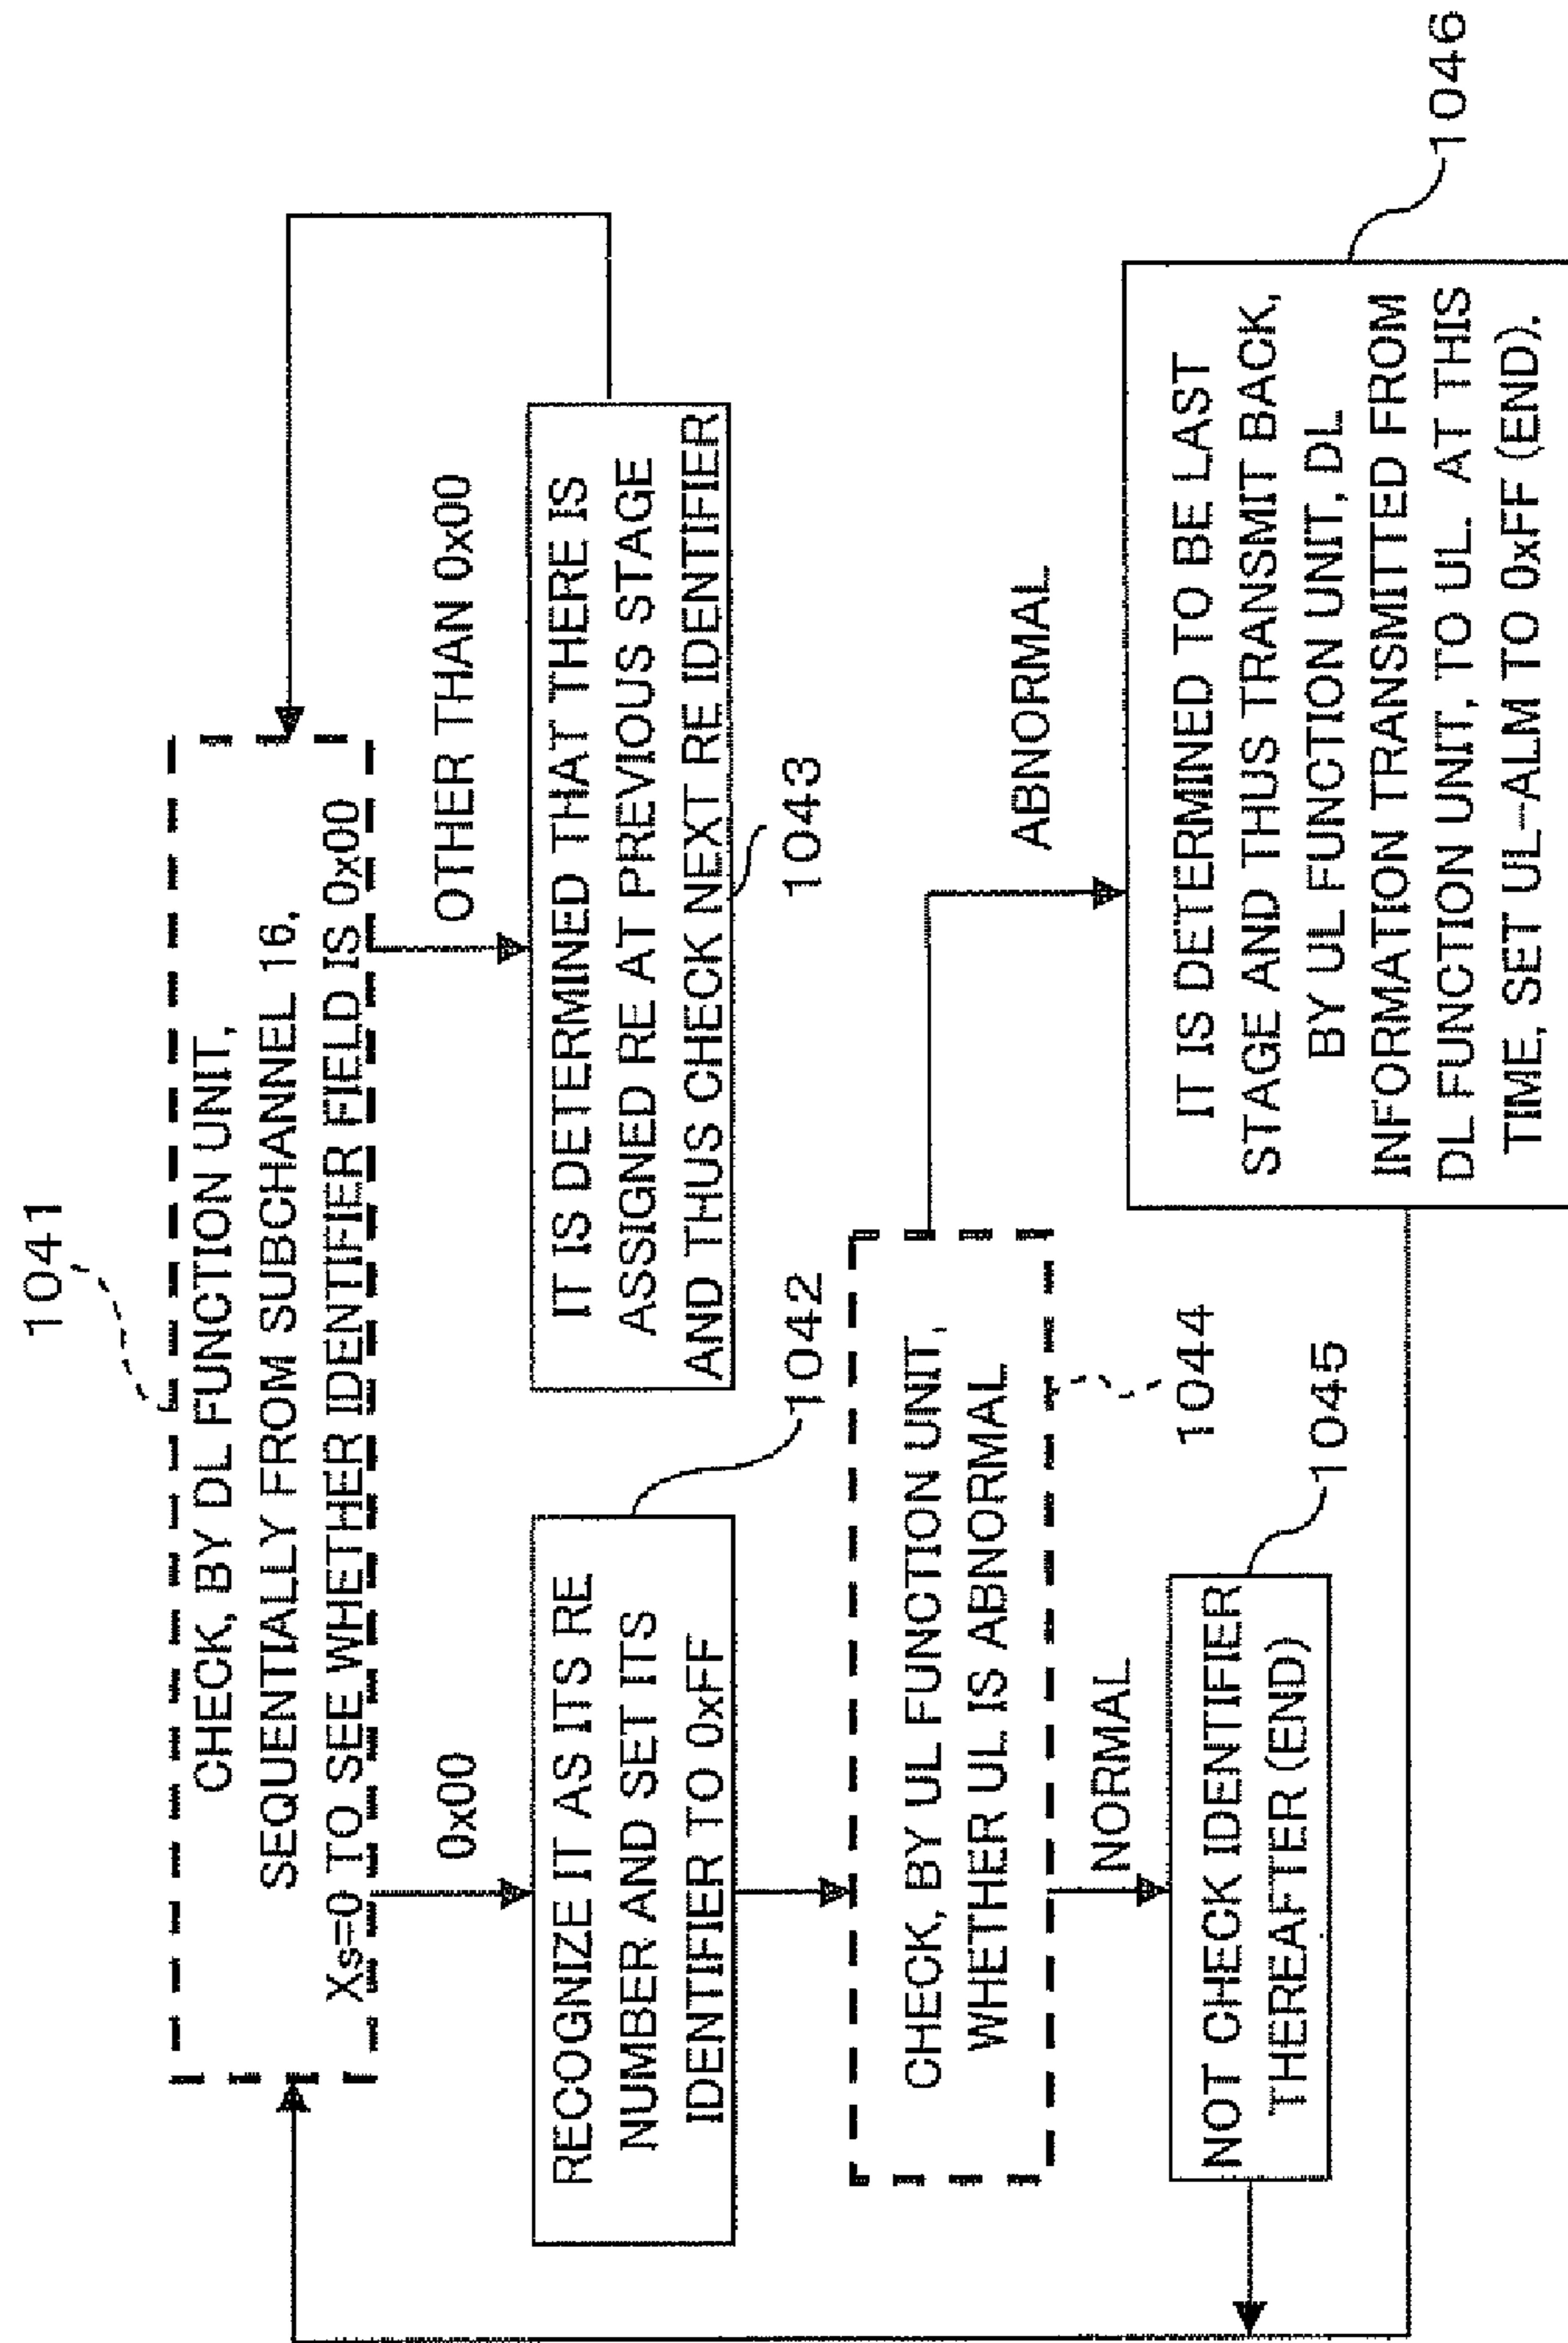 1041
CHECK, BY DL FUNCTION UNIT,
SEQUENTIALLY FROM SUBCHANNEL 16,
Xs=0 TO SEE WHETHER IDENTIFIER FIELD IS 0x00
0x00
OTHER THAN 0x00
RECOGNIZE IT AS ITS RE
NUMBER AND SET ITS
IDENTIFIER TO 0xFF
1042
IT IS DETERMINED THAT THERE IS
ASSIGNED RE AT PREVIOUS STAGE
AND THUS CHECK NEXT RE IDENTIFIER
1043
CHECK, BY UL FUNCTION UNIT,
WHETHER UL IS ABNORMAL
1044
NORMAL
ABNORMAL
NOT CHECK IDENTIFIER
THEREAFTER (END)
1045
IT IS DETERMINED TO BE LAST
STAGE AND THUS TRANSMIT BACK,
BY UL FUNCTION UNIT, DL
INFORMATION TRANSMITTED FROM
DL FUNCTION UNIT, TO UL. AT THIS
TIME, SET UL-ALM TO 0xFF (END).
1046